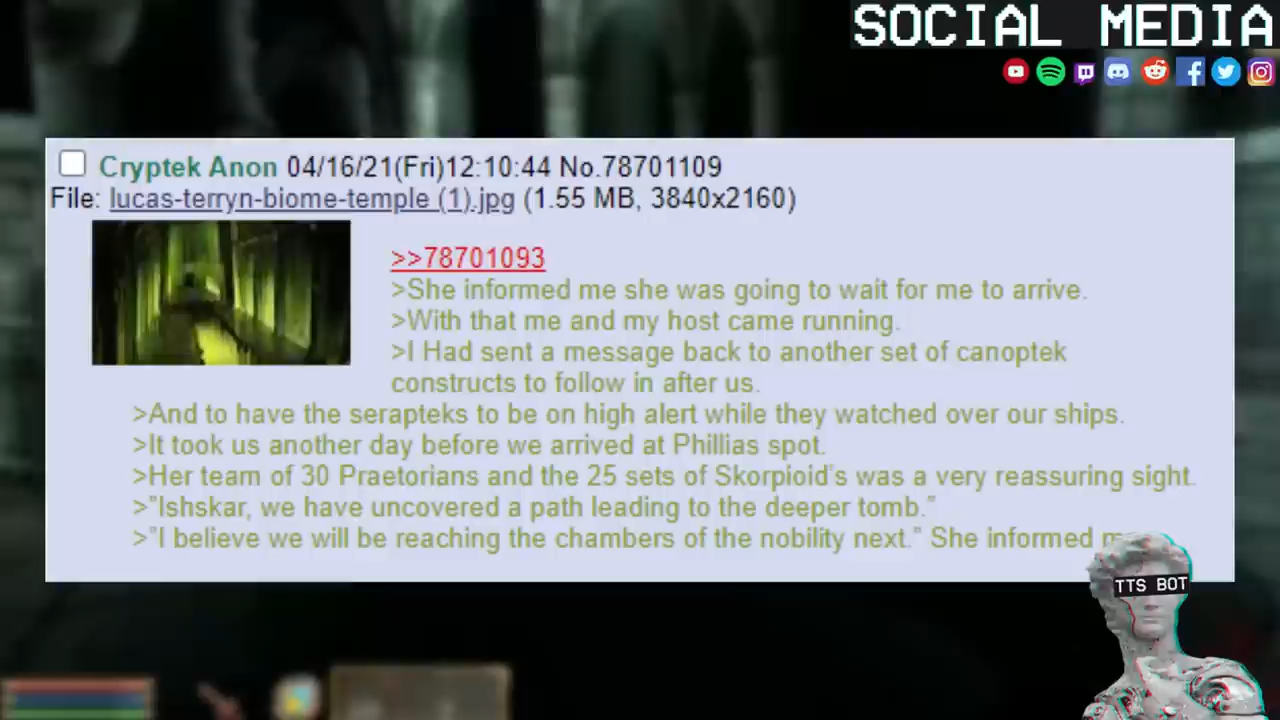 SOCIAL MEDIA
Cryptek Anon 04/16/21(Fri)12:10:44 No.78701109
File: lucas-terryn-biome-temple (1).jpg (1.55 MB, 3840x2160)
>>78701093
>She informed me she was going to wait for me to arrive.
>With that me and my host came running.
>I Had sent a message back to another set of canoptek
constructs to follow in after us.
>And to have the serapteks to be on high alert while they watched over our ships.
>It took us another day before we arrived at Phillias spot.
>Her team of 30 Praetorians and the 25 sets of Skorpioid's was a very reassuring sight.
>"Ishskar, we have uncovered a path leading to the deeper tomb."
>"I believe we will be reaching the chambers of the nobility next." She informed
TTS BOT